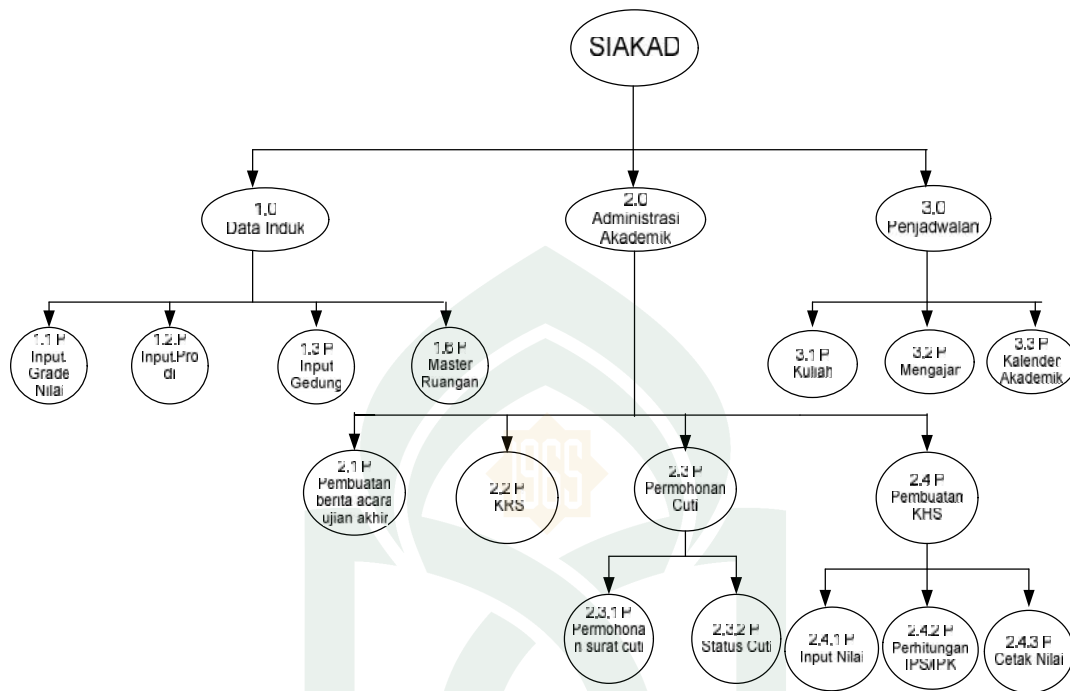 SIAKAD
1.0
Data Induk
2.0
Administrasi
Akademik
3.0
Penjadwalan
1.1 P
Input
Grade
Nilai
1.2.P
Input.Pro
di
1.3 P
Input
Gedung
1.6 P
Master
Ruangan
3.1 P
Kuliah
3.2 P
Mengajar
3.3 P
Kalender
Akademik
2.1 P
Pembuatan
berita acara
ujian akhir
2.2 P
KRS
2.3 P
Permohonan
Cuti
2.4 P
Pembuatan
KHS
2.3.1 P
Permohona
n surat cuti
2.3.2 P
Status Cuti
2.4.1 P
Input Nilai
2.4.2 P
Perhitungan
IPS/IPK
2.4.3 P
Cetak Nilai